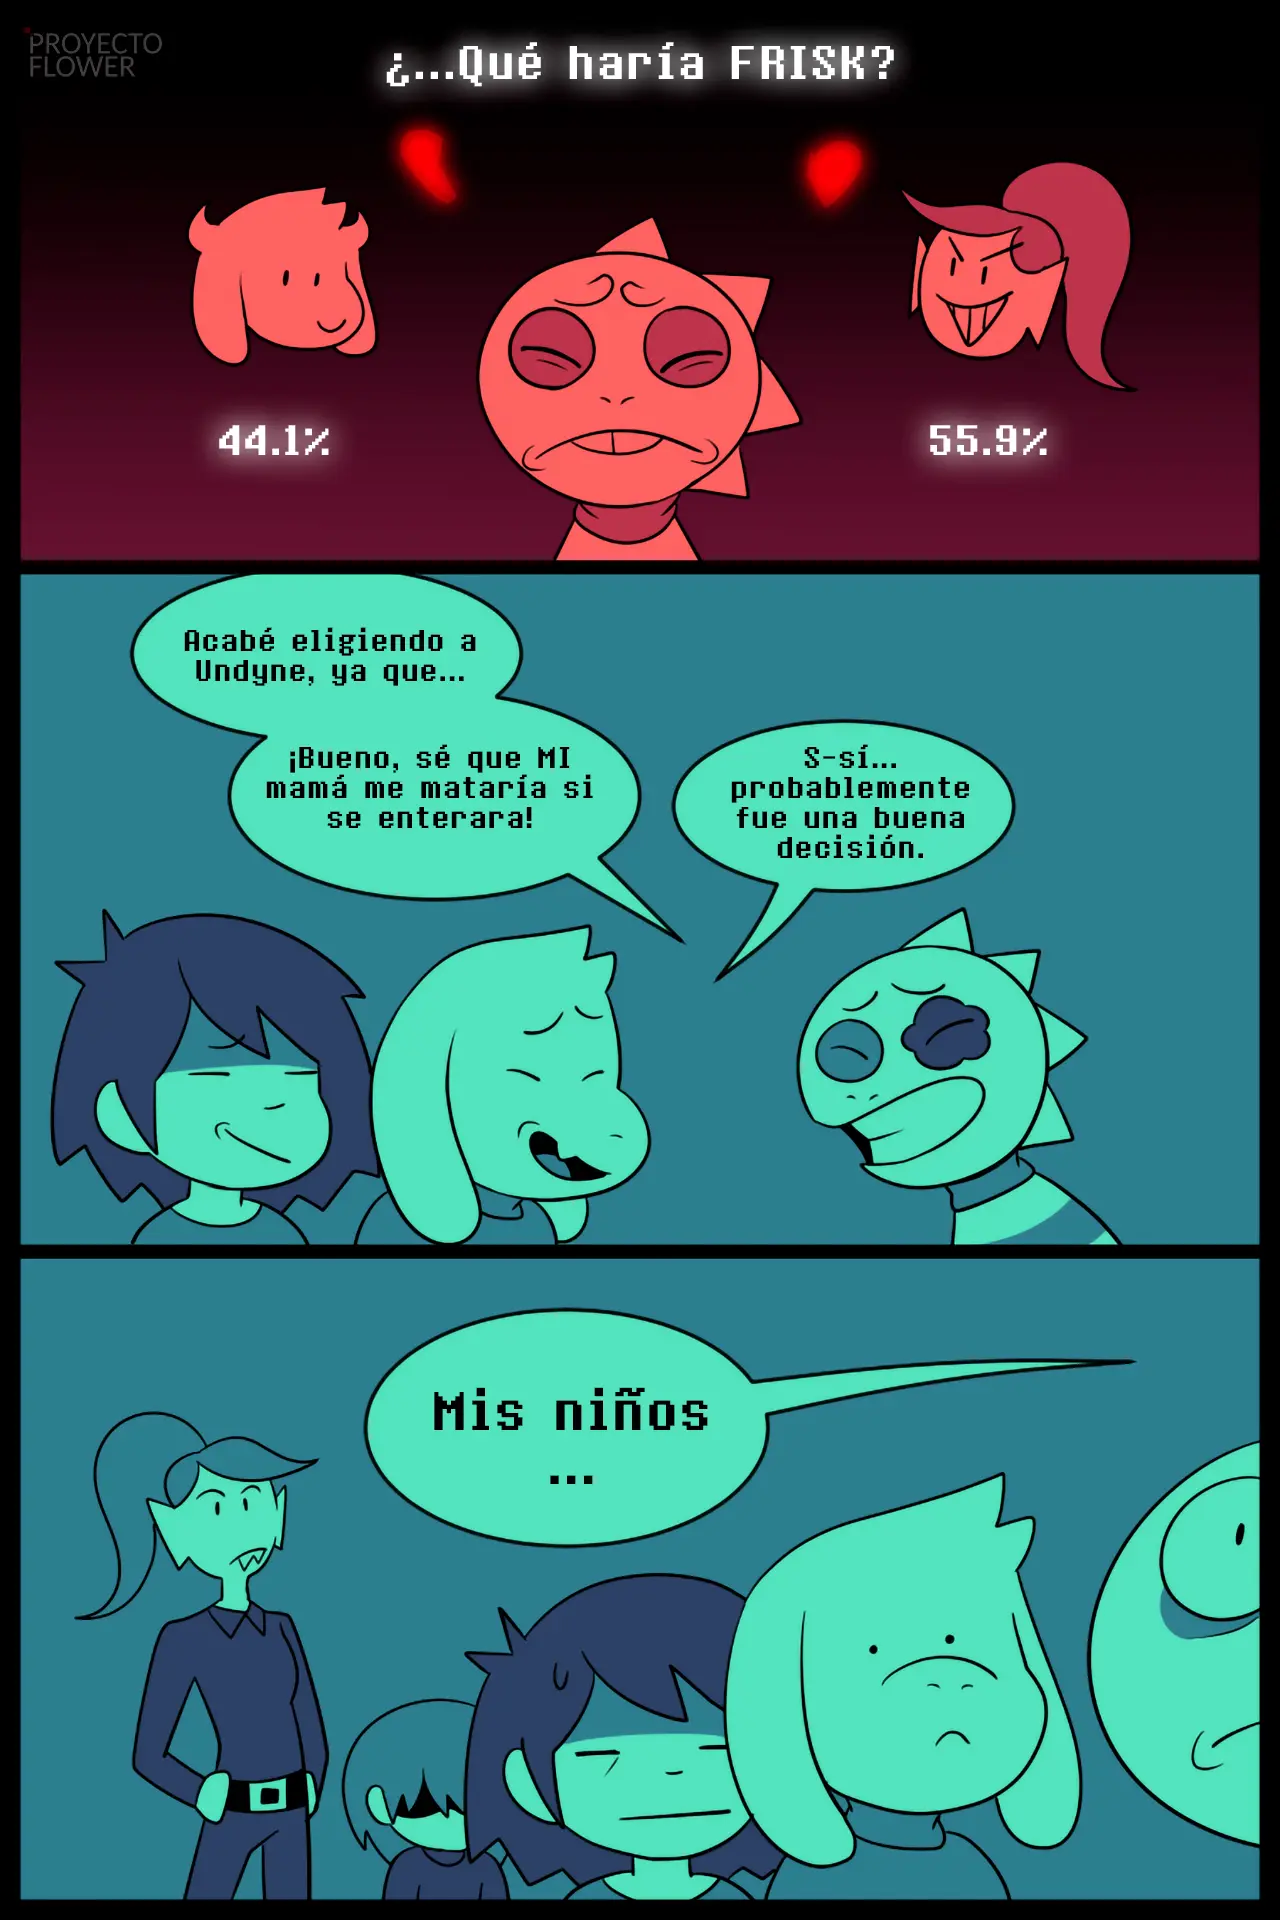 PROYECTO
FLOWER
¿...Qué haría FRISK?
44.1%
55.9%
Acabé eligiendo a
Undyne, ya que...
¡Bueno, sé que MI
mamá me mataría si
se enterara!
S-sí...
probablemente
fue una buena
decisión.
Mis niños
...